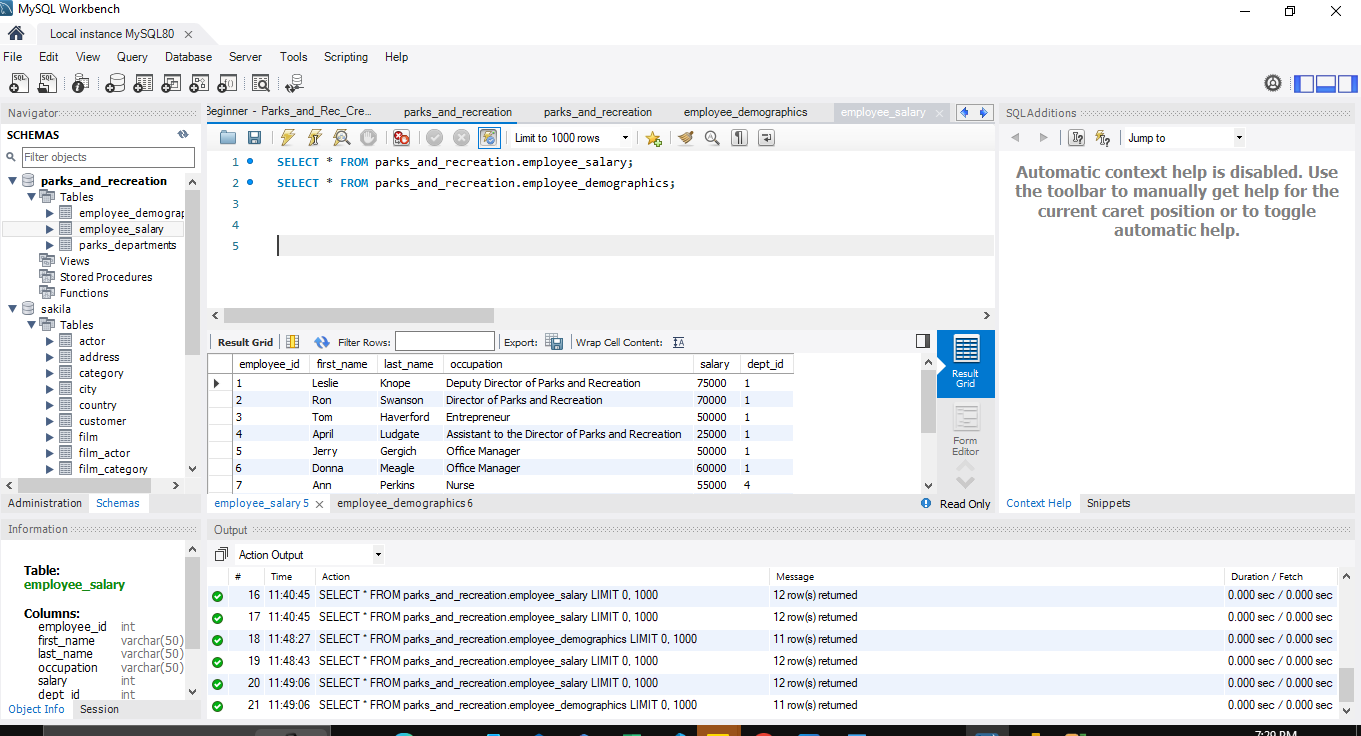 MySQL Workbench
Local instance MySQL80
File Edit View Query Database Server Tools Scripting Help
Navigator
SCHEMAS
Filter objects
parks_and_recreation
Tables
employee_demograp
employee_salary
parks_departments
Views
Stored Procedures
Functions
sakila
Tables
actor
address
category
city
country
customer
film
film_actor
film_category
Administration Schemas
Information
Table:
employee_salary
Columns:
employee_id int
first_name varchar(50)
last_name varchar(50)
occupation varchar(50)
salary int
dept_id int
Object Info Session
Beginner - Parks_and_Rec_Cre... parks_and_recreation parks_and_recreation employee_demographics employee_salary
Limit to 1000 rows
1 SELECT * FROM parks_and_recreation.employee_salary;
2 SELECT * FROM parks_and_recreation.employee_demographics;
3
4
5
Result Grid Filter Rows: Export: Wrap Cell Content:
employee_id first_name last_name occupation salary dept_id
1 Leslie Knope Deputy Director of Parks and Recreation 75000 1
2 Ron Swanson Director of Parks and Recreation 70000 1
3 Tom Haverford Entrepreneur 50000 1
4 April Ludgate Assistant to the Director of Parks and Recreation 25000 1
5 Jerry Gergich Office Manager 50000 1
6 Donna Meagle Office Manager 60000 1
7 Ann Perkins Nurse 55000 4
Result
Grid
Form
Editor
employee_salary 5 employee_demographics 6
Read Only
SQLAdditions
Jump to
Automatic context help is disabled. Use
the toolbar to manually get help for the
current caret position or to toggle
automatic help.
Context Help Snippets
Output
Action Output
# Time Action Message Duration / Fetch
16 11:40:45 SELECT * FROM parks_and_recreation.employee_salary LIMIT 0, 1000 12 row(s) returned 0.000 sec / 0.000 sec
17 11:40:45 SELECT * FROM parks_and_recreation.employee_salary LIMIT 0, 1000 12 row(s) returned 0.000 sec / 0.000 sec
18 11:48:27 SELECT * FROM parks_and_recreation.employee_demographics LIMIT 0, 1000 11 row(s) returned 0.000 sec / 0.000 sec
19 11:48:43 SELECT * FROM parks_and_recreation.employee_salary LIMIT 0, 1000 12 row(s) returned 0.000 sec / 0.000 sec
20 11:49:06 SELECT * FROM parks_and_recreation.employee_salary LIMIT 0, 1000 12 row(s) returned 0.000 sec / 0.000 sec
21 11:49:06 SELECT * FROM parks_and_recreation.employee_demographics LIMIT 0, 1000 11 row(s) returned 0.000 sec / 0.000 sec
7:29 PM